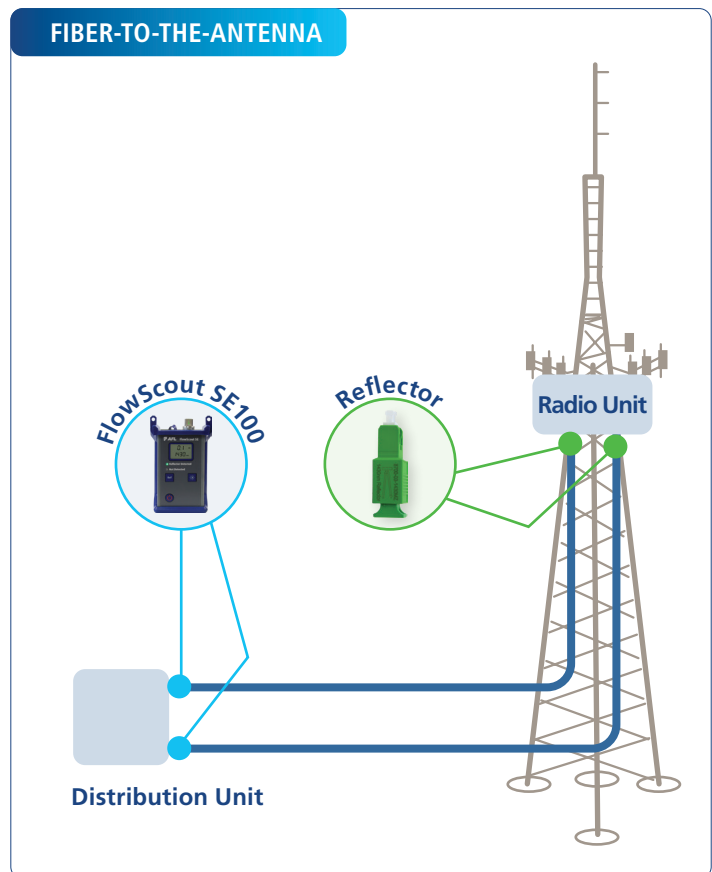 FIBER-TO-THE-ANTENNA
FlowScout SE100
Reflector
Radio Unit
Distribution Unit